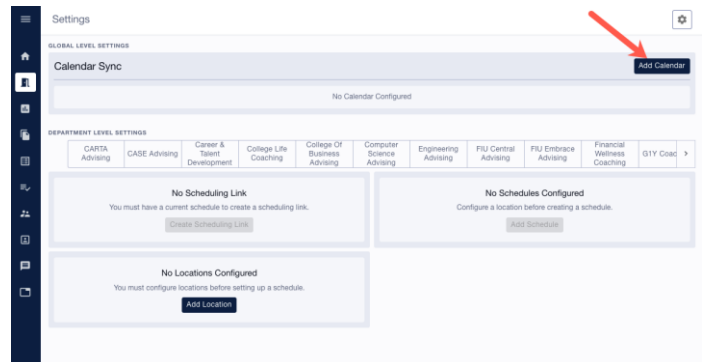 Settings
GLOBAL LEVEL SETTINGS
Calendar Sync
Add Calendar
No Calendar Configured
DEPARTMENT LEVEL SETTINGS
CARTA
Advising
CASE Advising
Career &
Talent
Development
College Life
Coaching
College Of
Business
Advising
Computer
Science
Advising
Engineering
Advising
FIU Central
Advising
FIU Embrace
Advising
Financial
Wellness
Coaching
G1Y Coac
No Scheduling Link
You must have a current schedule to create a scheduling link.
Create Scheduling Link
No Schedules Configured
Configure a location before creating a schedule.
Add Schedule
No Locations Configured
You must configure locations before setting up a schedule.
Add Location